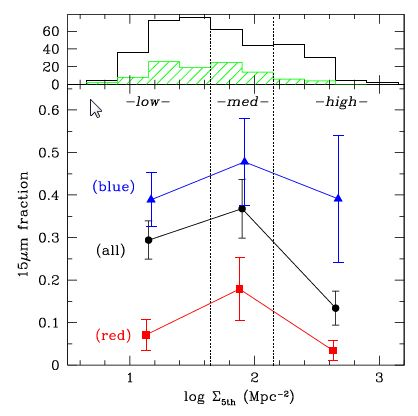 60
40
20
0
–low– –med– –high–
0.6
0.5
(blue)
0.4
0.3
(all)
0.2
0.1
(red)
0
15μm fraction
1 2 3
log Σ5th (Mpc−2)